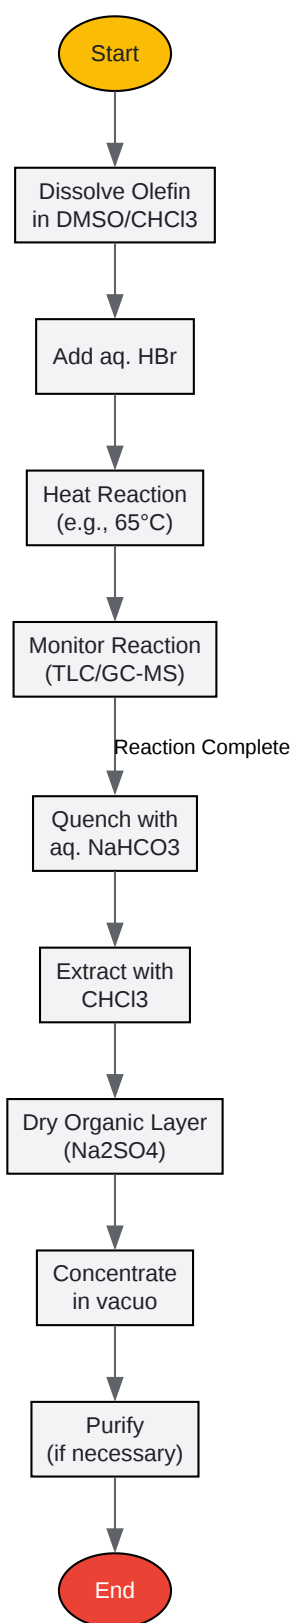 Start
Dissolve Olefin
in DMSO/CHCl3
Add aq. HBr
Heat Reaction
(e.g., 65°C)
Monitor Reaction
(TLC/GC-MS)
Reaction Complete
Quench with
aq. NaHCO3
Extract with
CHCl3
Dry Organic Layer
(Na2SO4)
Concentrate
in vacuo
Purify
(if necessary)
End